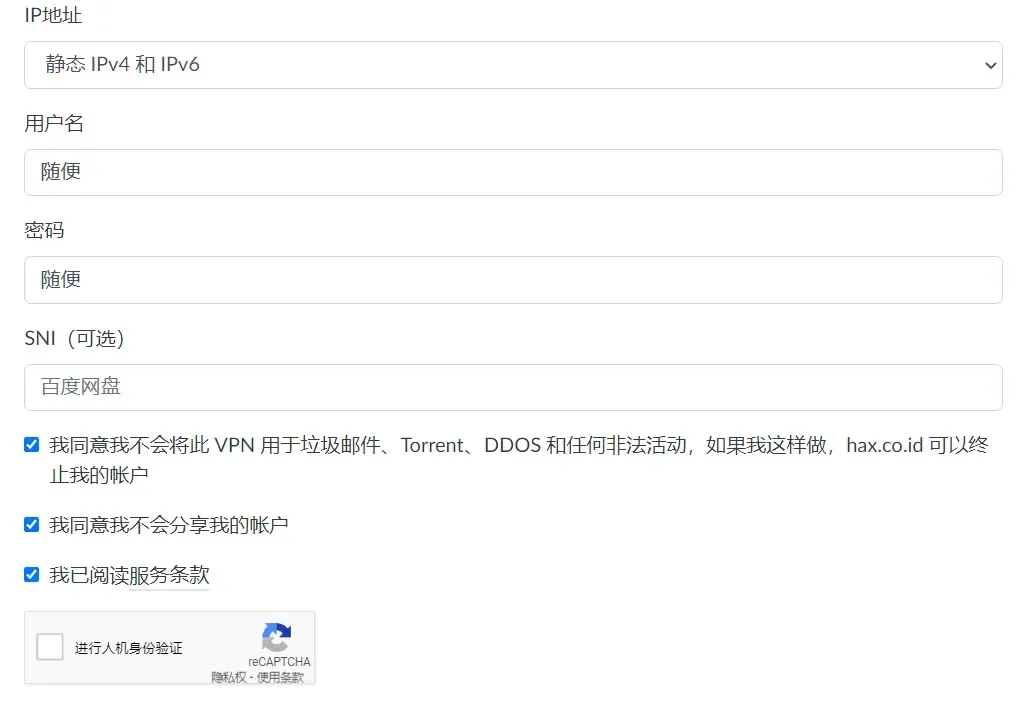 IP地址
静态 IPv4 和 IPv6
用户名
随便
密码
随便
SNI（可选）
百度网盘
我同意我不会将此 VPN 用于垃圾邮件、Torrent、DDOS 和任何非法活动，如果我这样做，hax.co.id 可以终
止我的帐户
我同意我不会分享我的帐户
我已阅读服务条款
进行人机身份验证
reCAPTCHA
隐私权 - 使用条款